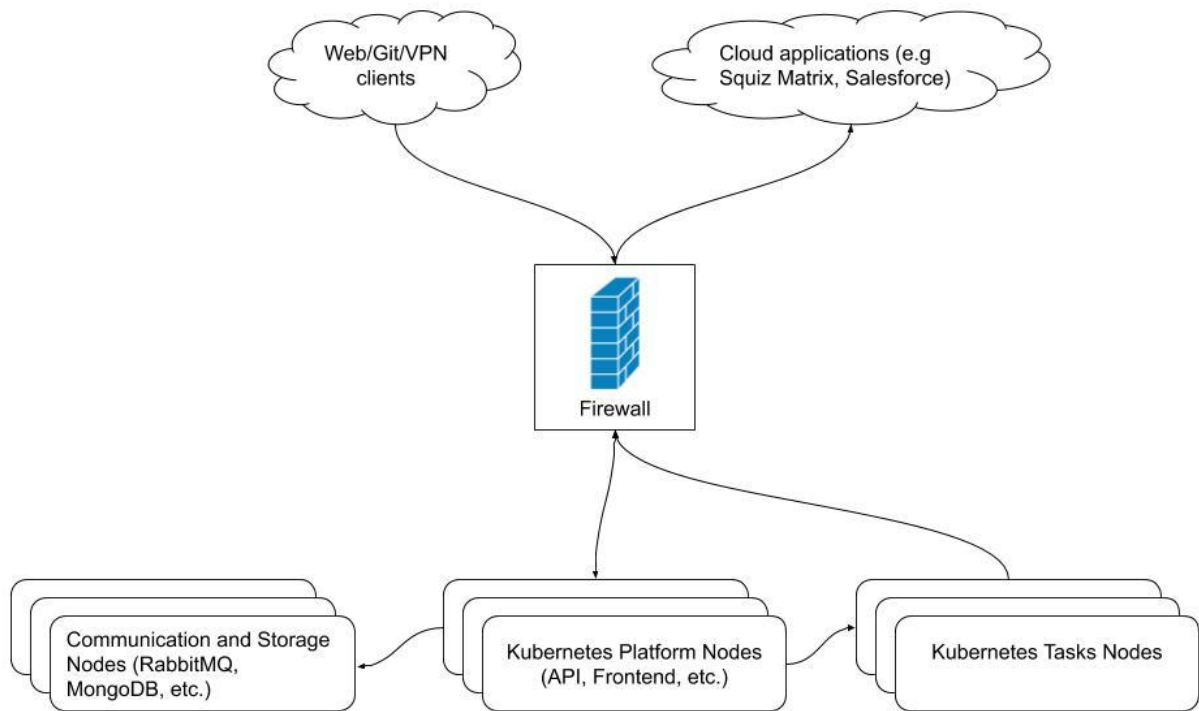 Web/Git/VPN
clients
Cloud applications (e.g
Squiz Matrix, Salesforce)
Firewall
Communication and Storage
Nodes (RabbitMQ,
MongoDB, etc.)
Kubernetes Platform Nodes
(API, Frontend, etc.)
Kubernetes Tasks Nodes